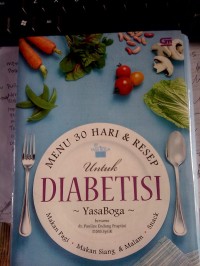 MENU 30 HARI & RESEP
Untuk
DIABETISI
~ YasaBoga ~
Makan Pagi • Makan Siang & Malam • Snack